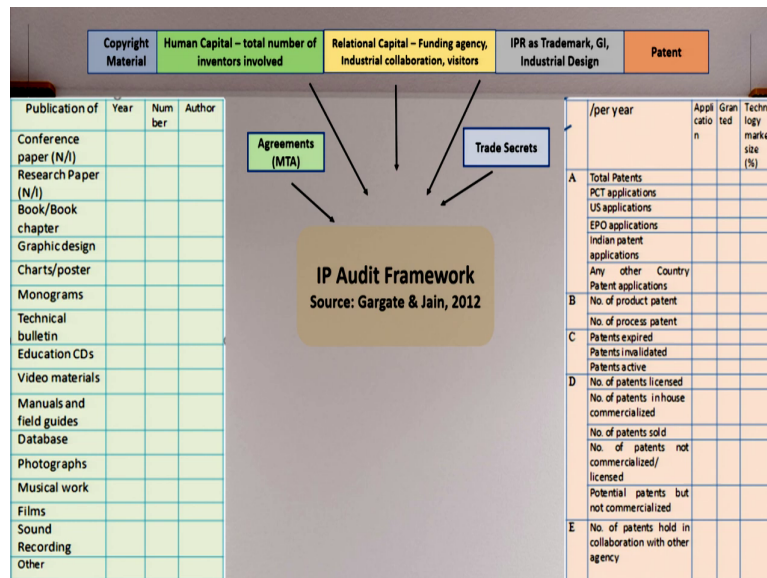 Copyright
Material
Human Capital – total number of
inventors involved
Relational Capital – Funding agency,
Industrial collaboration, visitors
IPR as Trademark, GI,
Industrial Design
Patent
Agreements
(MTA)
Trade Secrets
IP Audit Framework
Source: Gargate & Jain, 2012
Publication of Year Num
ber Author
Conference
paper (N/I)
Research Paper
(N/I)
Book/Book
chapter
Graphic design
Charts/poster
Monograms
Technical
bulletin
Education CDs
Video materials
Manuals and
field guides
Database
Photographs
Musical work
Films
Sound
Recording
Other
/per year Appli
catio
n Gran
ted Techn
logy
marke
size
(%)
A Total Patents
PCT applications
US applications
EPO applications
Indian patent
applications
Any other Country
Patent applications
B No. of product patent
No. of process patent
C Patents expired
Patents invalidated
Patents active
D No. of patents licensed
No. of patents inhouse
commercialized
No. of patents sold
No. of patents not
commercialized/
licensed
Potential patents but
not commercialized
E No. of patents hold in
collaboration with other
agency